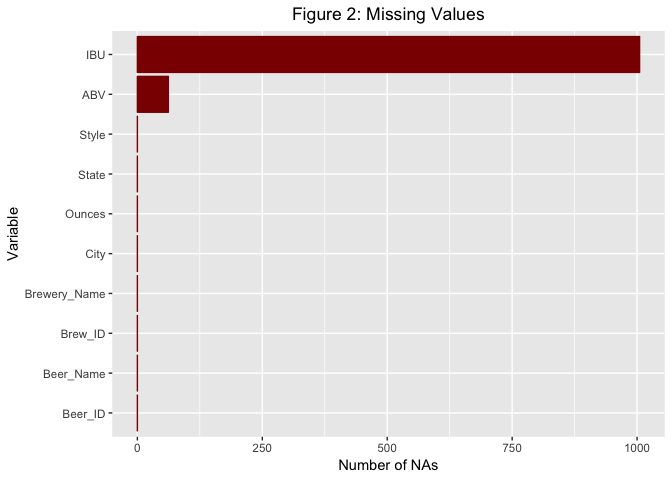 Figure 2: Missing Values
IBU
ABV
Style
State
Ounces
City
Brewery_Name
Brew_ID
Beer_Name
Beer_ID
Variable
0 250 500 750 1000
Number of NAs